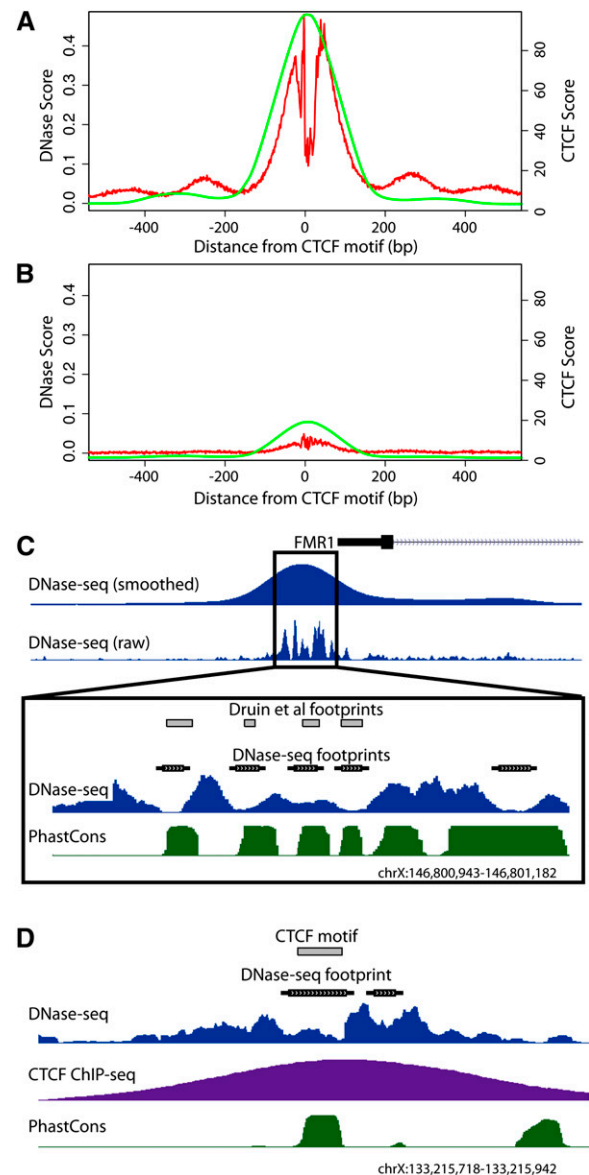 A
DNase Score
0.0 0.1 0.2 0.3 0.4
CTCF Score
0 20 40 60 80
-400 -200 0 200 400
Distance from CTCF motif (bp)
B
DNase Score
0.0 0.1 0.2 0.3 0.4
CTCF Score
0 20 40 60 80
-400 -200 0 200 400
Distance from CTCF motif (bp)
C
FMR1
DNase-seq (smoothed)
DNase-seq (raw)
Druin et al footprints
DNase-seq footprints
DNase-seq
PhastCons
chrX:146,800,943-146,801,182
D
CTCF motif
DNase-seq footprint
DNase-seq
CTCF ChIP-seq
PhastCons
chrX:133,215,718-133,215,942